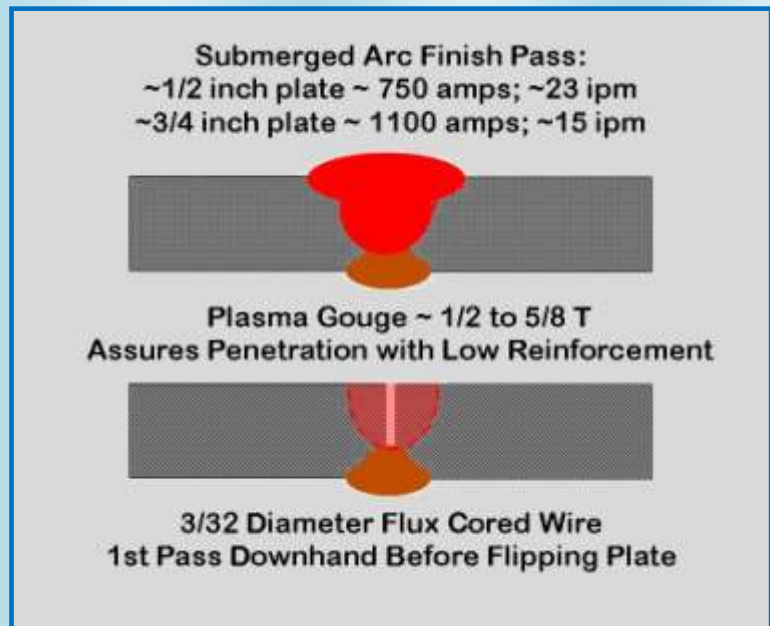 Submerged Arc Finish Pass:
~1/2 inch plate ~ 750 amps; ~23 ipm
~3/4 inch plate ~ 1100 amps; ~15 ipm
Plasma Gouge ~ 1/2 to 5/8 T
Assures Penetration with Low Reinforcement
3/32 Diameter Flux Cored Wire
1st Pass Downhand Before Flipping Plate